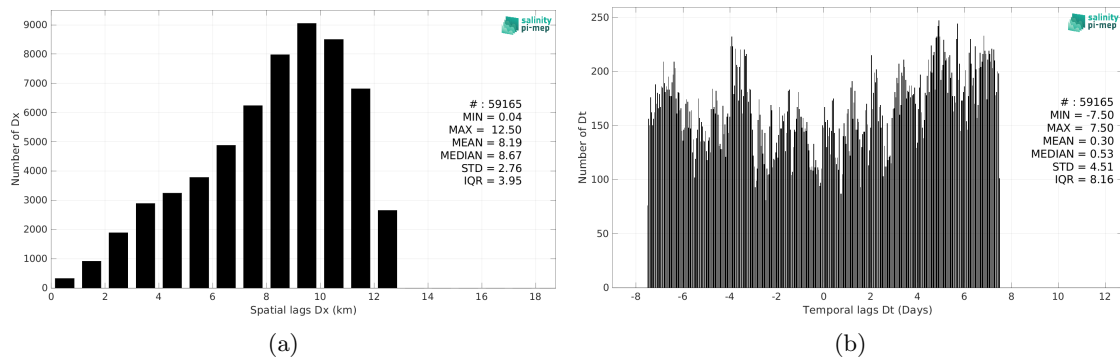 9000
8000
7000
6000
5000
4000
3000
2000
1000
0
Number of Dx
0 2 4 6 8 10 12 14 16 18
Spatial lags Dx (km)
salinity
pi-mep
# : 59165
MIN = 0.04
MAX = 12.50
MEAN = 8.19
MEDIAN = 8.67
STD = 2.76
IQR = 3.95
(a)
250
200
150
100
50
0
Number of Dt
-8 -6 -4 -2 0 2 4 6 8 10 12
Temporal lags Dt (Days)
salinity
pi-mep
# : 59165
MIN = -7.50
MAX = 7.50
MEAN = 0.30
MEDIAN = 0.53
STD = 4.51
IQR = 8.16
(b)